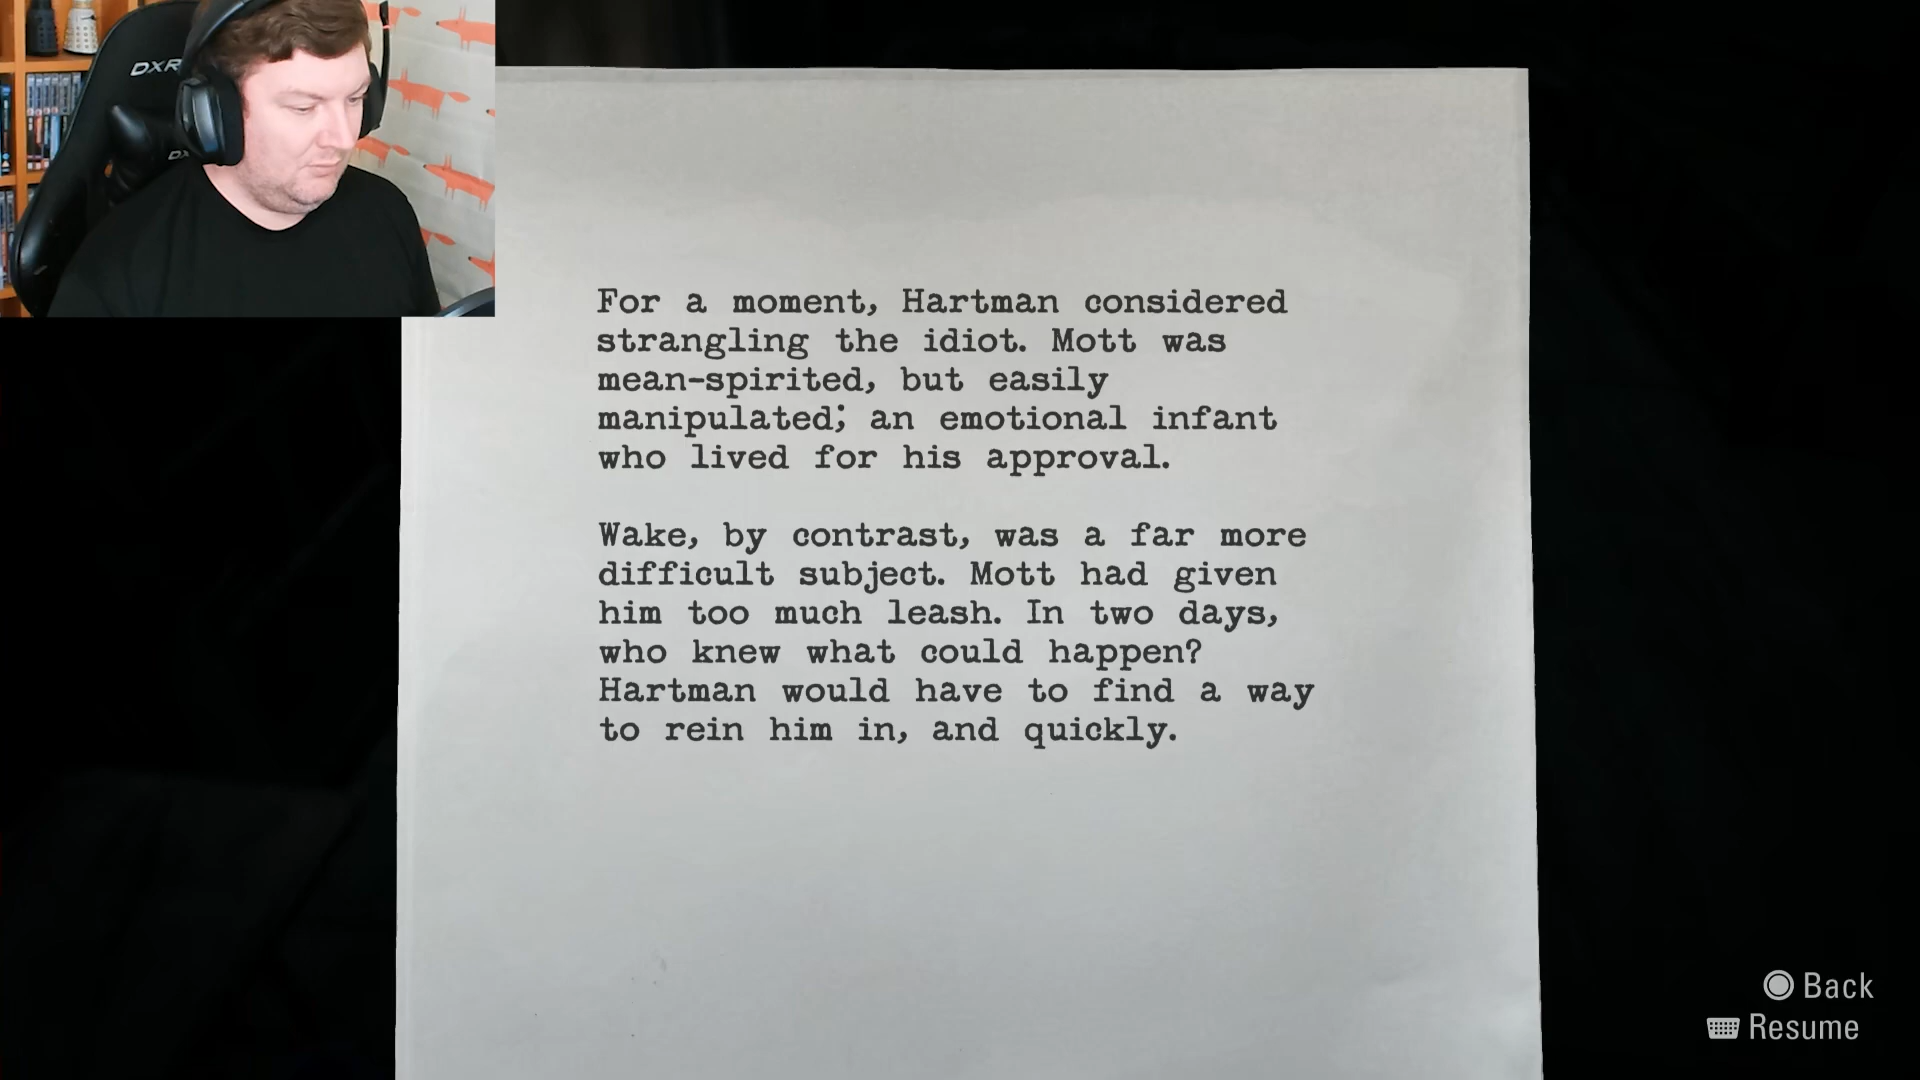 DXR
DX
For a moment, Hartman considered
strangling the idiot. Mott was
mean-spirited, but easily
manipulated; an emotional infant
who lived for his approval.
Wake, by contrast, was a far more
difficult subject. Mott had given
him too much leash. In two days,
who knew what could happen?
Hartman would have to find a way
to rein him in, and quickly.
Back
Resume